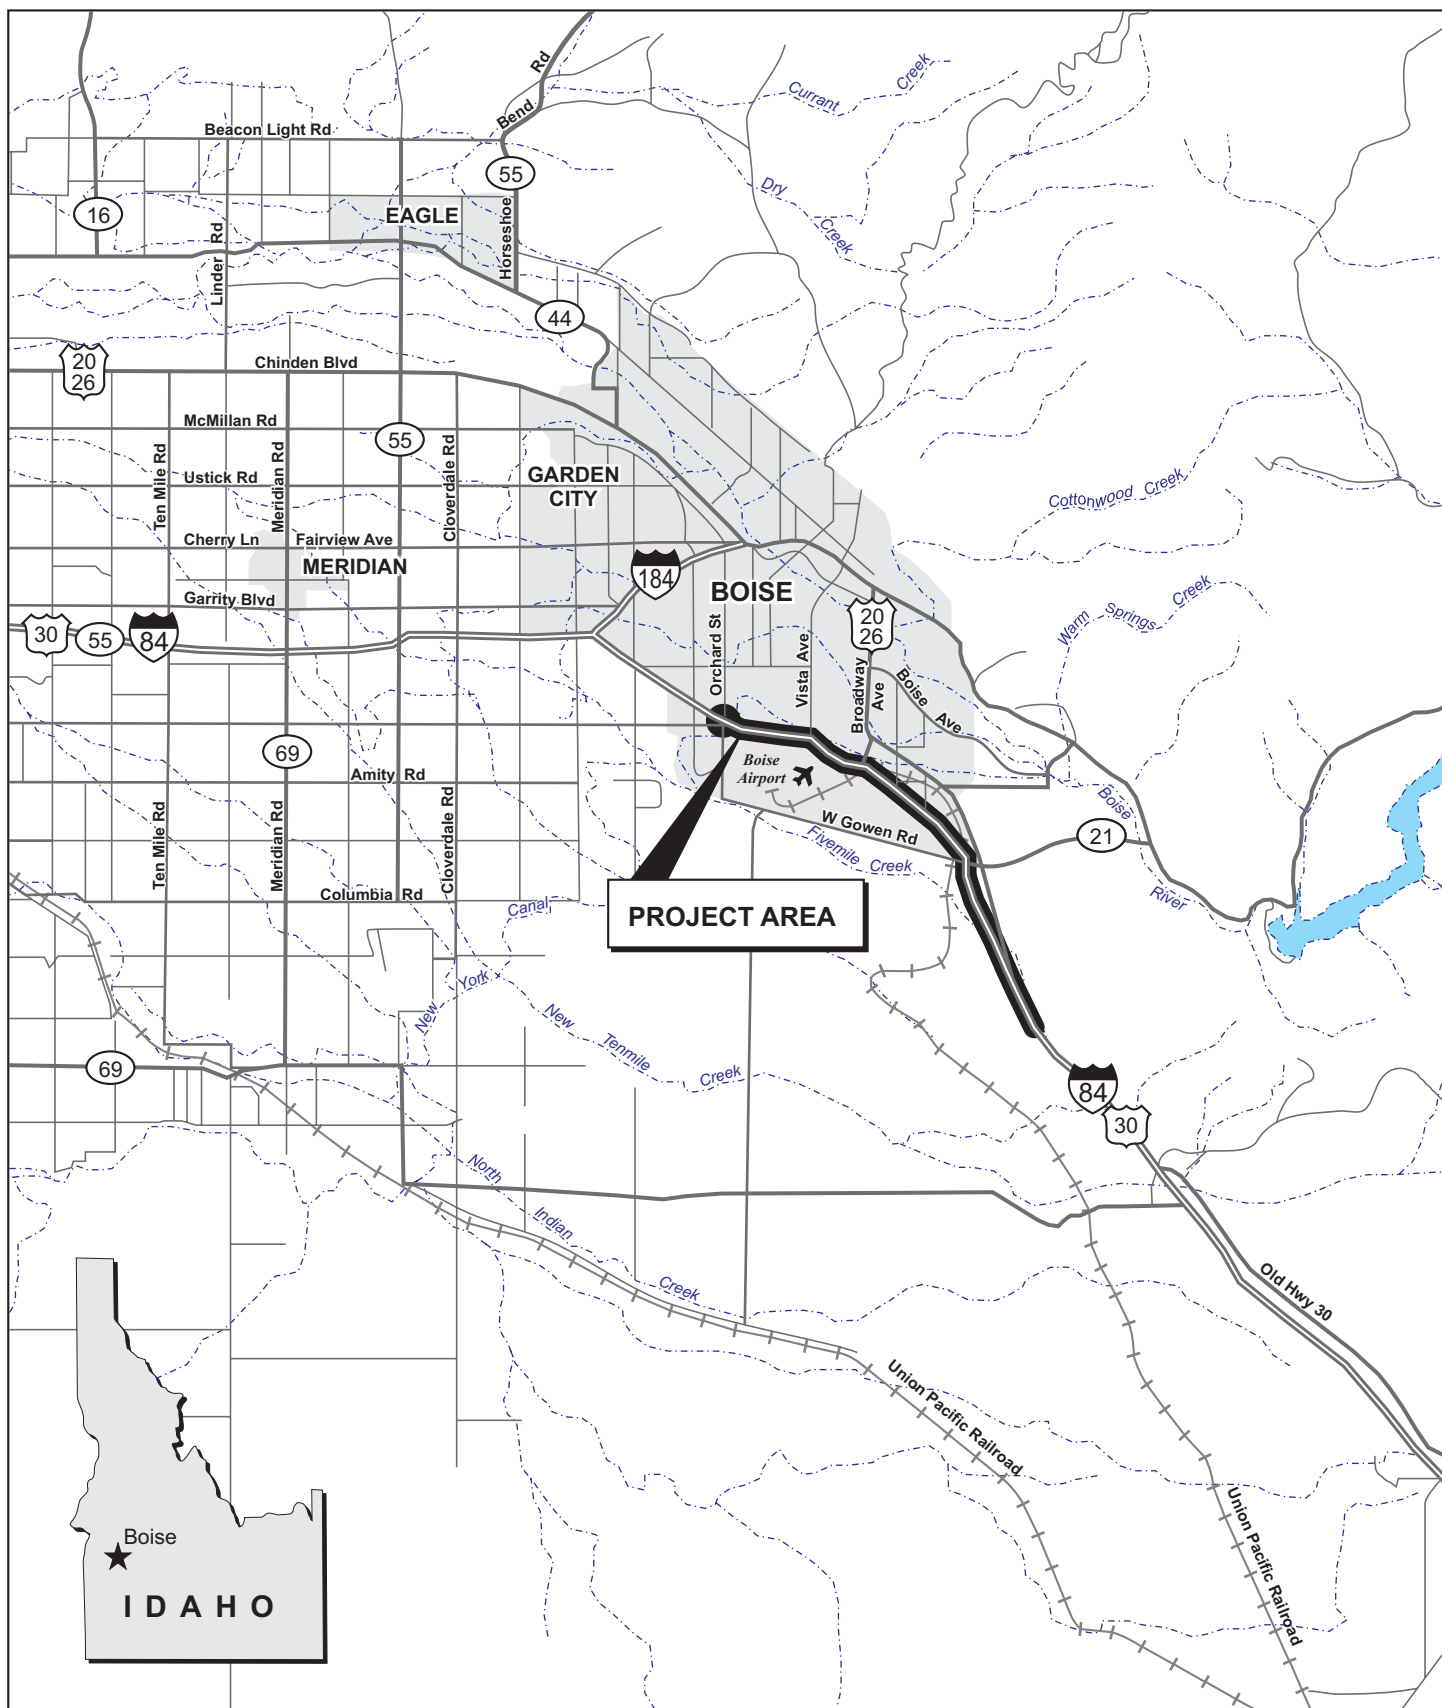 Currant Creek
Bend Rd
Beacon Light Rd
55
Dry Creek
16
EAGLE
Linder Rd
Horseshoe
44
20
26
Chinden Blvd
McMillan Rd
55
Ten Mile Rd
Meridian Rd
Cloverdale Rd
Ustick Rd
GARDEN
CITY
Cottonwood Creek
Cherry Ln
Fairview Ave
MERIDIAN
184
BOISE
Garrity Blvd
Warm Springs Creek
30
55
84
20
26
Orchard St
Vista Ave
Broadway
Ave
Boise Ave
69
Boise
Airport
Amity Rd
Boise River
W Gowen Rd
21
Fivemile Creek
Ten Mile Rd
Meridian Rd
Cloverdale Rd
Columbia Rd
PROJECT AREA
New York Canal
New Tenmile Creek
69
84
30
North Indian Creek
Old Hwy 30
Union Pacific Railroad
Union Pacific Railroad
Boise
IDAHO